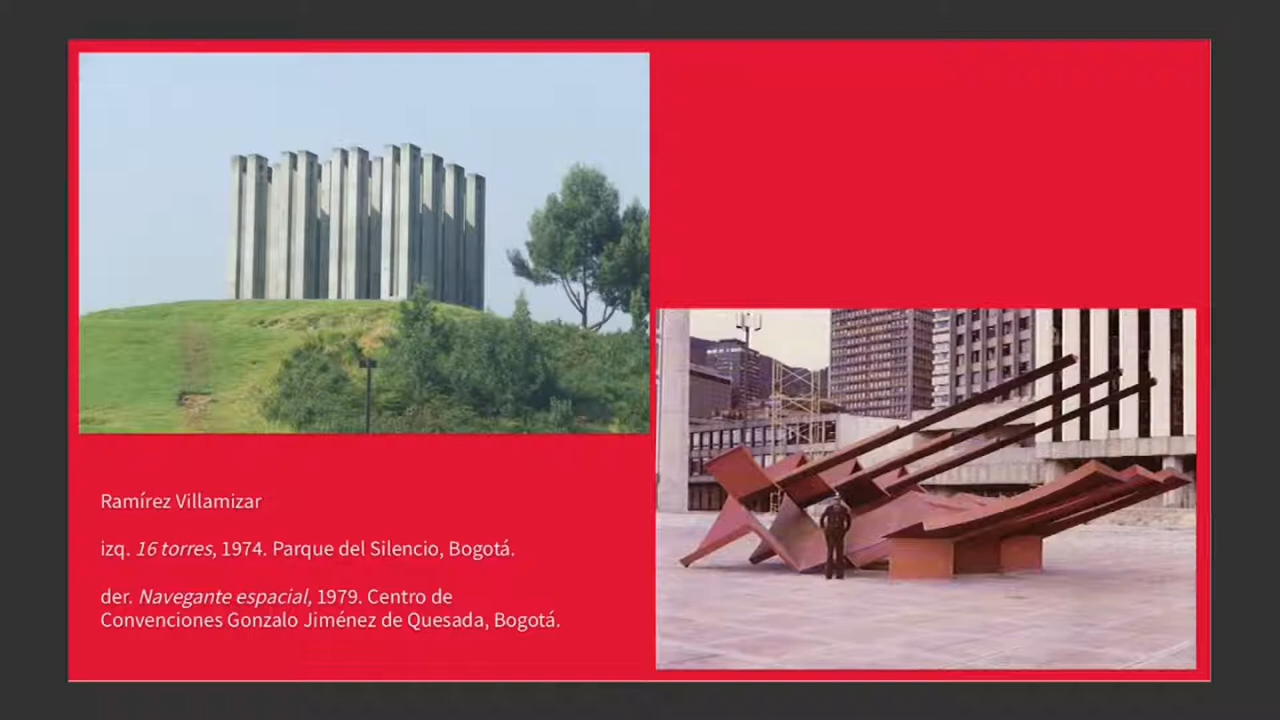 Ramírez Villamizar
izq. 16 torres, 1974. Parque del Silencio, Bogotá.
der. Navegante espacial, 1979. Centro de
Convenciones Gonzalo Jiménez de Quesada, Bogotá.